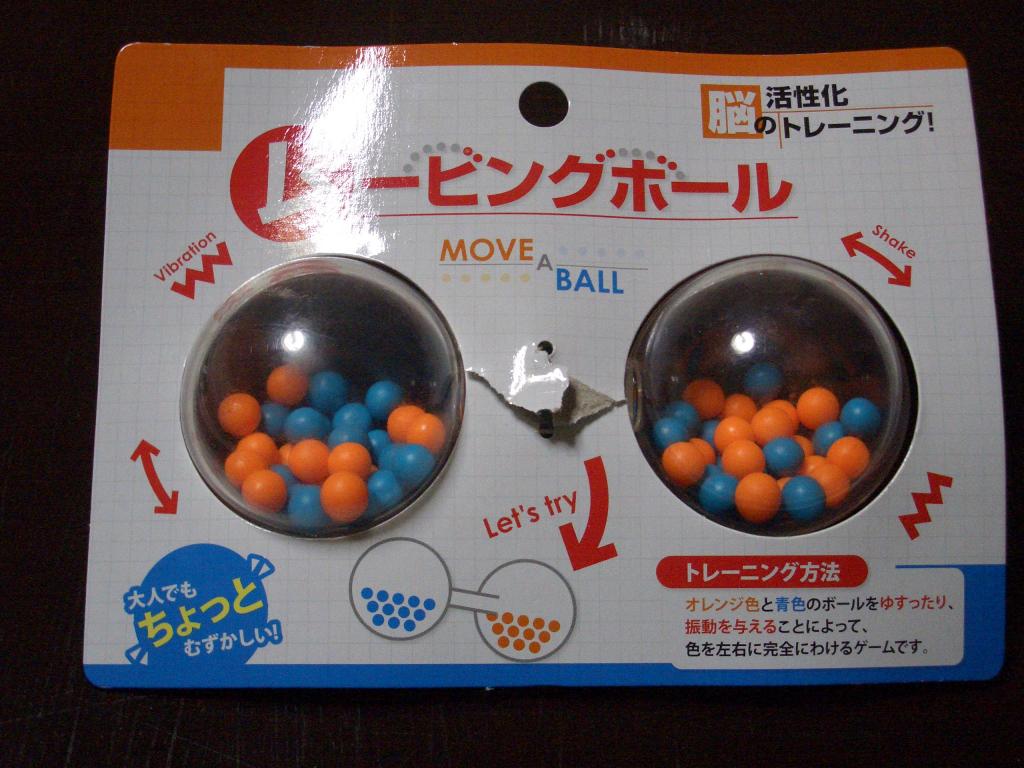 脳活性化
のトレーニング!
ムービングボール
MOVE
A
BALL
Vibration
Shake
Let's try
大人でも
ちょっと
むずかしい!
トレーニング方法
オレンジ色と青色のボールをゆすったり、
振動を与えることによって、
色を左右に完全にわけるゲームです。